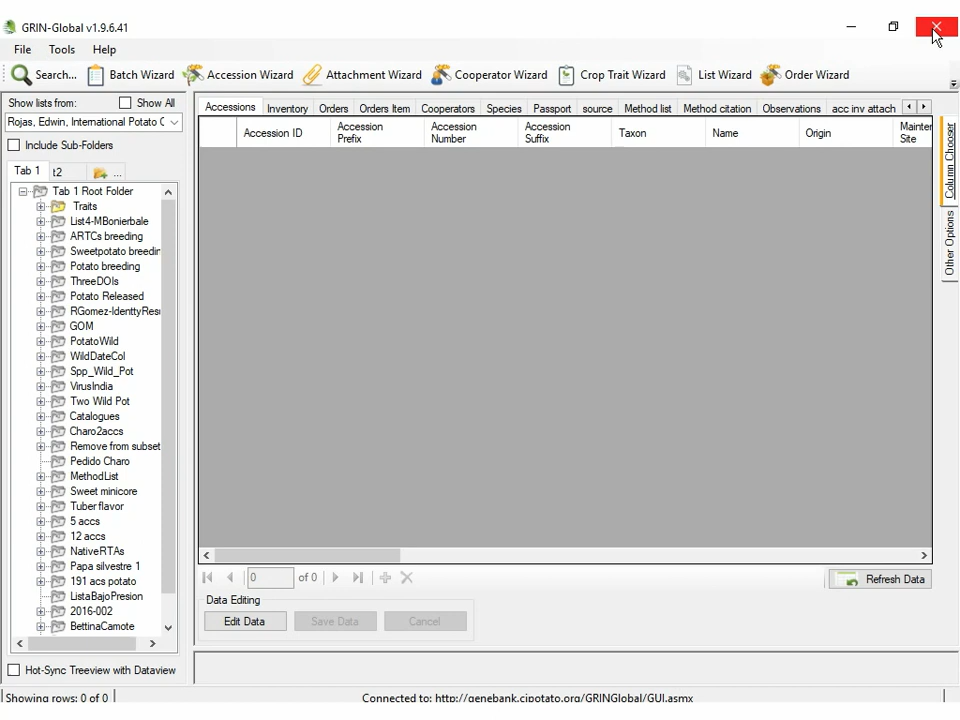 GRIN-Global v1.9.6.41
File Tools Help
Search... Batch Wizard Accession Wizard Attachment Wizard Cooperator Wizard Crop Trait Wizard List Wizard Order Wizard
Show lists from: Show All
Rojas, Edwin, International Potato C
Include Sub-Folders
Tab 1 t2 ...
Tab 1 Root Folder
Traits
List4-MBonierbale
ARTCs breeding
Sweetpotato breedin
Potato breeding
ThreeDOIs
Potato Released
RGomez-IdenttyResu
GOM
PotatoWild
WildDateCol
Spp_Wild_Pot
VirusIndia
Two Wild Pot
Catalogues
Charo2accs
Remove from subset
Pedido Charo
MethodList
Sweet minicore
Tuber flavor
5 accs
12 accs
NativeRTAs
Papa silvestre 1
191 acs potato
ListaBajoPresion
2016-002
BettinaCamote
Hot-Sync Treeview with Dataview
Accessions Inventory Orders Orders Item Cooperators Species Passport source Method list Method citation Observations acc inv attach
Accession ID
Accession Prefix
Accession Number
Accession Suffix
Taxon
Name
Origin
Mainter
Site
Column Chooser
Other Options
0 of 0
Refresh Data
Data Editing
Edit Data Save Data Cancel
Showing rows: 0 of 0
Connected to: http://genebank.cipotato.org/GRINGlobal/GUI.asmx